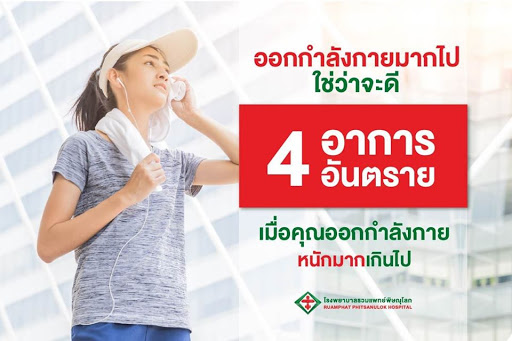 ออกกำลังกายมากไป
ใช่ว่าจะดี
4 อาการ
อันตราย
เมื่อคุณออกกำลังกาย
หนักมากเกินไป
โรงพยาบาลรวมแพทย์พิษณุโลก
RUAMPHAT PHITSANULOK HOSPITAL